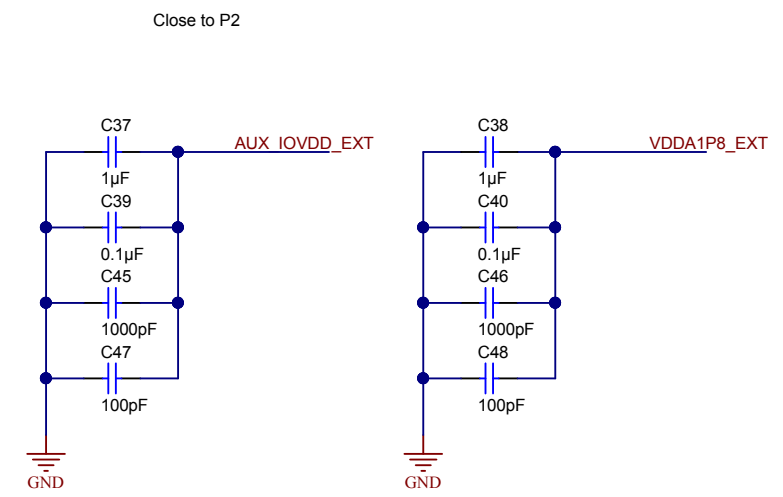 Close to P2
C37
AUX_IOVDD_EXT
1µF
C39
0.1µF
C45
1000pF
C47
100pF
GND
C38
VDDA1P8_EXT
1µF
C40
0.1µF
C46
1000pF
C48
100pF
GND